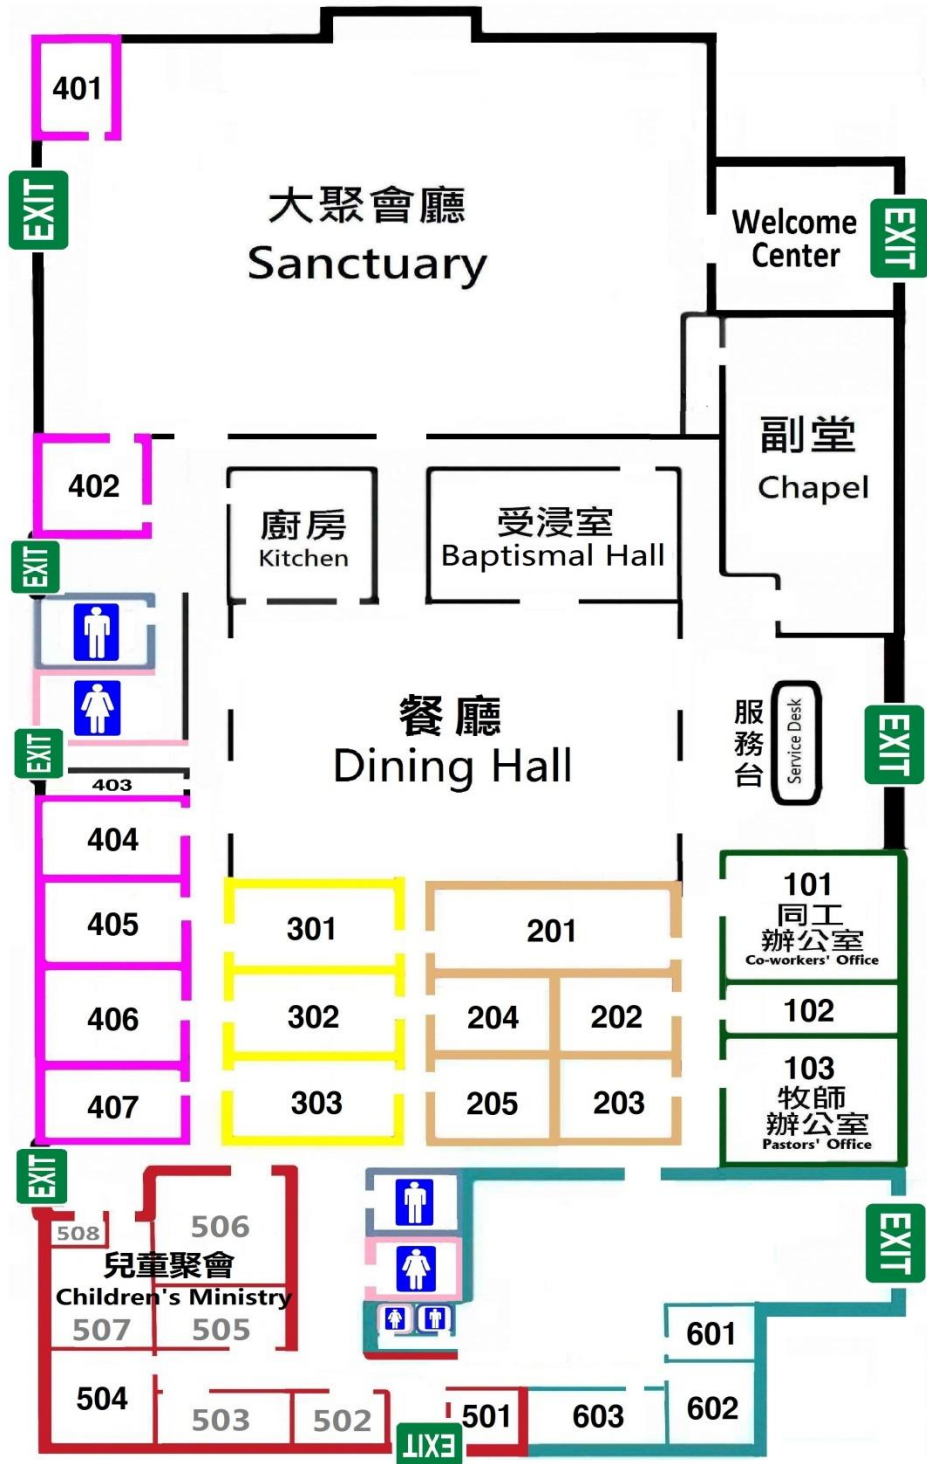 401
EXIT
大聚會廳
Sanctuary
Welcome
Center
EXIT
副堂
Chapel
402
廚房
Kitchen
受浸室
Baptismal Hall
EXIT
餐廳
Dining Hall
服務台
Service Desk
EXIT
EXIT
403
404
405
406
407
301
302
303
201
204
202
205
203
101
同工
辦公室
Co-workers' Office
102
103
牧師
辦公室
Pastors' Office
EXIT
508
506
兒童聚會
Children's Ministry
507
505
504
503
502
EXIT
501
603
EXIT
601
602